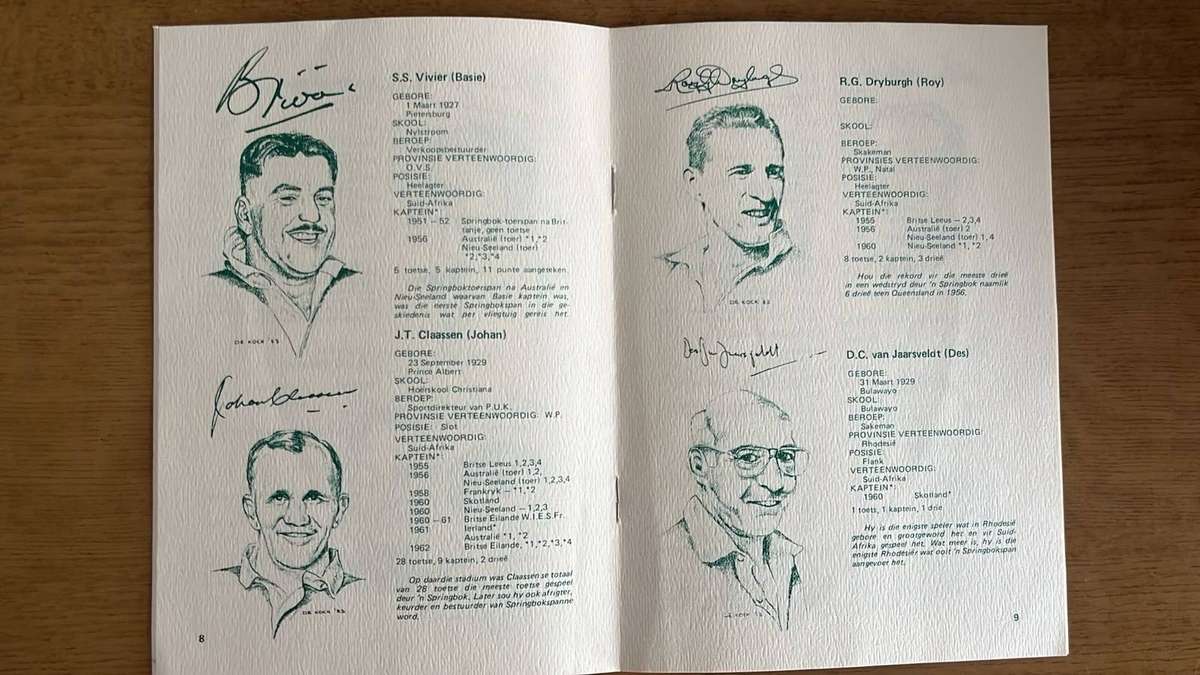 S.S. Vivier (Basie)
GEBORE:
1 Maart 1927
Pietersburg
SKOOL:
Nylstroom
BEROEP:
Verkoopsbestuurder
PROVINSIE VERTEENWOORDIG:
O.V.S.
POSISIE:
Heelagter
VERTEENWOORDIG:
Suid-Afrika
KAPTEIN*:
1951 – 52 Springbok-toerspan na Brit-
tanje, geen toetse
1956 Australië (toer) *1,*2
Nieu-Seeland (toer)
*2,*3,*4
5 toetse, 5 kaptein, 11 punte aangeteken.
Die Springboktoerspan na Australië en
Nieu-Seeland waarvan Basie kaptein was,
was die eerste Springbokspan in die ge-
skiedenis wat per vliegtuig gereis het.
DE KOCK '83
J.T. Claassen (Johan)
GEBORE:
23 September 1929
Prince Albert
SKOOL:
Hoërskool Christiana
BEROEP:
Sportdirekteur van P.U.K.
PROVINSIE VERTEENWOORDIG: W.P.
POSISIE: Slot
VERTEENWOORDIG:
Suid-Afrika
KAPTEIN*:
1955 Britse Leeus 1,2,3,4
1956 Australië (toer) 1,2,
Nieu-Seeland (toer) 1,2,3,4
1958 Frankryk – *1,*2
1960 Skotland
1960 Nieu-Seeland – 1,2,3
1960 – 61 Britse Eilande W.I.E.S.Fr.
1961 Ierland*
Australië *1, *2
1962 Britse Eilande, *1,*2,*3,*4
28 toetse, 9 kaptein, 2 drieë
Op daardie stadium was Claassen se totaal
van 28 toetse die meeste toetse gespeel
deur 'n Springbok. Later sou hy ook afrigter,
keurder en bestuurder van Springbokspanne
word.
DE KOCK '83
8
Roy Dryburgh
R.G. Dryburgh (Roy)
GEBORE:
SKOOL:
BEROEP:
Skakeman
PROVINSIES VERTEENWOORDIG:
W.P., Natal
POSISIE:
Heelagter
VERTEENWOORDIG:
Suid-Afrika
KAPTEIN*:
1955 Britse Leeus – 2,3,4
1956 Australië (toer) 2
Nieu-Seeland (toer) 1,4
1960 Nieu-Seeland *1, *2
8 toetse, 2 kaptein, 3 drieë
Hou die rekord vir die meeste drieë
in een wedstryd deur 'n Springbok naamlik
6 drieë teen Queensland in 1956.
DE KOCK 83
Des van Jaarsveldt
D.C. van Jaarsveldt (Des)
GEBORE:
31 Maart 1929
Bulawayo
SKOOL:
Bulawayo
BEROEP:
Sakeman
PROVINSIE VERTEENWOORDIG:
Rhodesië
POSISIE:
Flank
VERTEENWOORDIG:
Suid-Afrika
KAPTEIN*:
1960 Skotland*
1 toets, 1 kaptein, 1 drie
Hy is die enigste speler wat in Rhodesië
gebore en grootgeword het en vir Suid-
Afrika gespeel het. Wat meer is, hy is die
enigste Rhodesiër wat ooit 'n Springbokspan
aangevoer het.
9